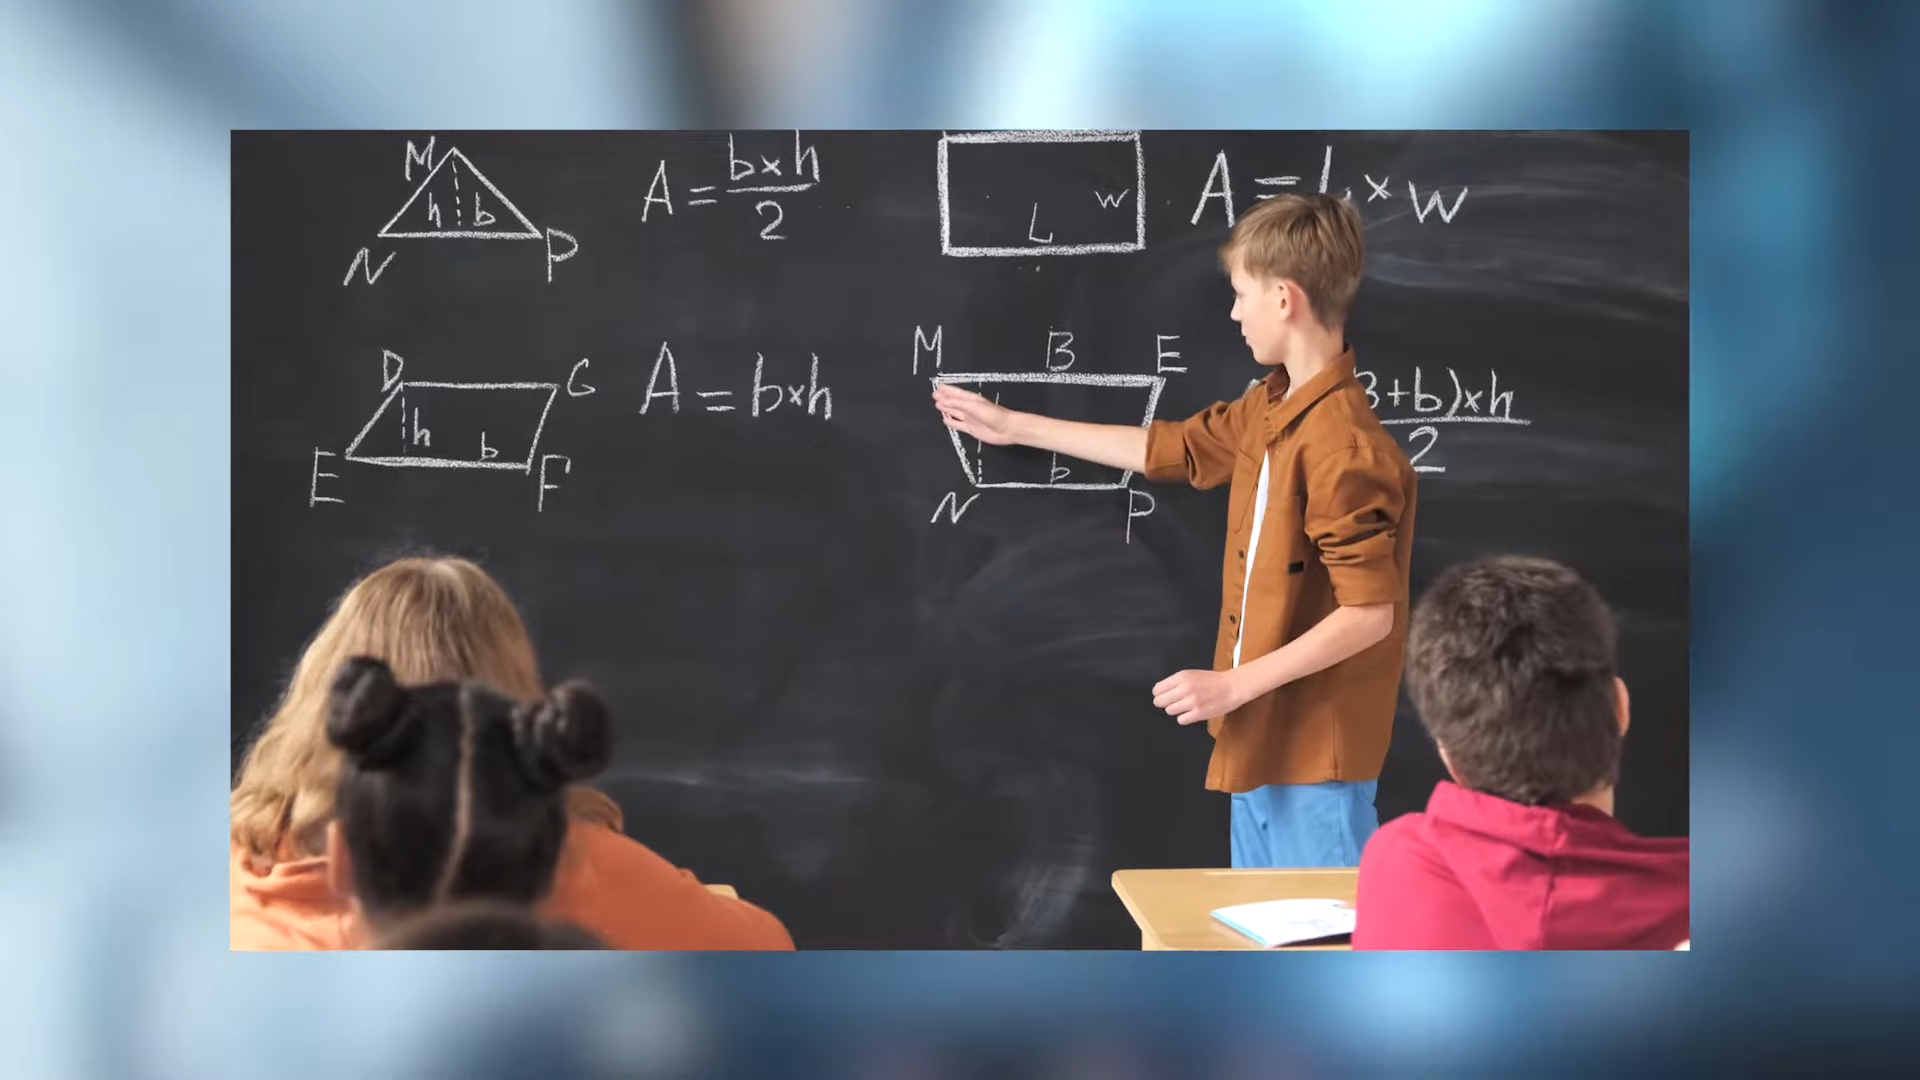 M
h b
N P
A = b×h
2
L w
A = L × w
D G
h b
E F
A = b×h
M B E
b
N P
B+b)×h
2